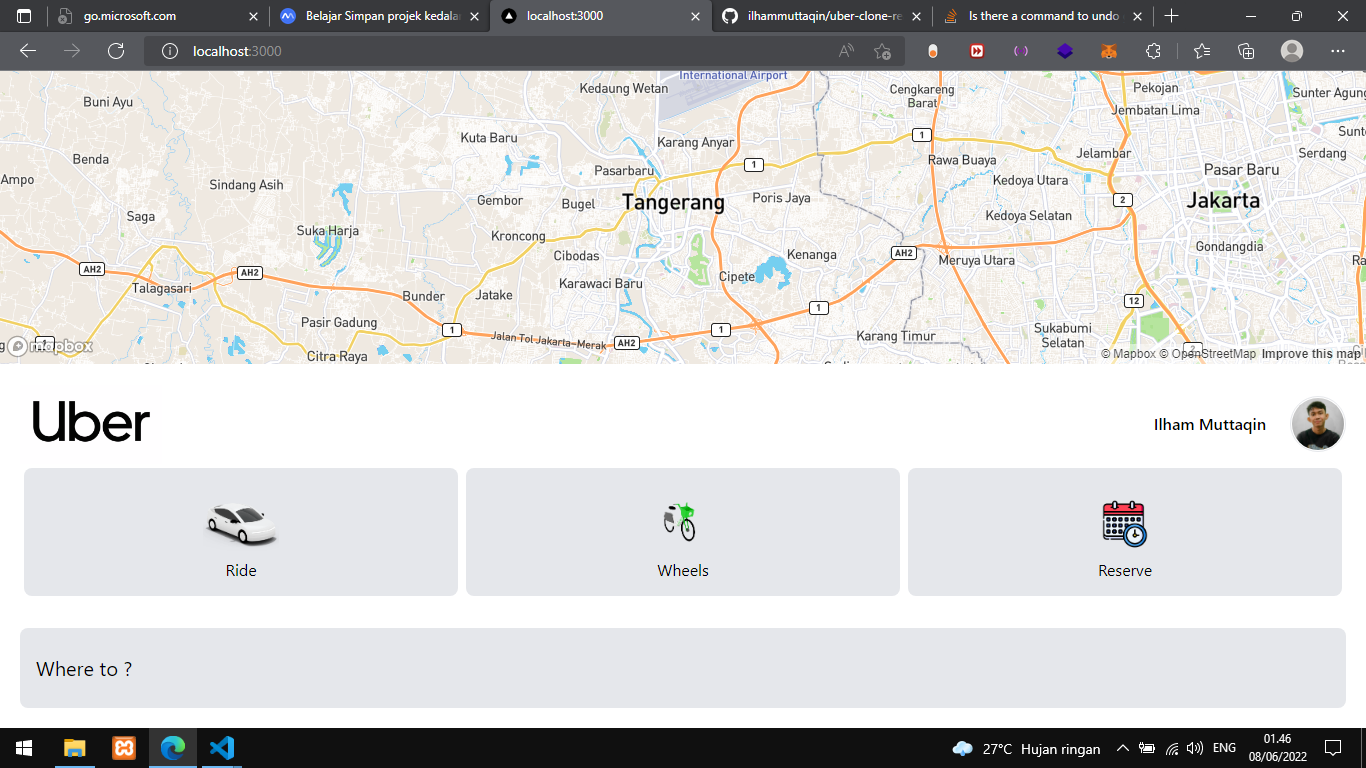 go.microsoft.com
Belajar Simpan projek kedala
localhost:3000
ilhammuttaqin/uber-clone-re
Is there a command to undo
localhost:3000
International Airport
Buni Ayu
Kedaung Wetan
Cengkareng
Barat
Pekojan
Sunter Agung
Jembatan Lima
Kuta Baru
Karang Anyar
1
Benda
Pasarbaru
1
Rawa Buaya
Jelambar
Serdang
Ampo
Sindang Asih
Kedoya Utara
Pasar Baru
Saga
Gembor
Bugel
Tangerang
Poris Jaya
2
Jakarta
Suka Harja
Kroncong
Kedoya Selatan
Gondangdia
Cibodas
Kenanga
AH2
Meruya Utara
AH2
AH2
Talagasari
Karawaci Baru
Cipete
Bunder
Jatake
1
12
Pasir Gadung
1
1
Karang Timur
Sukabumi
Selatan
Jalan Tol Jakarta-Merak
AH2
1
mapbox
Citra Raya
2
© Mapbox © OpenStreetMap Improve this map
Uber
Ilham Muttaqin
Ride
Wheels
Reserve
Where to ?
27°C Hujan ringan
ENG
01.46
08/06/2022